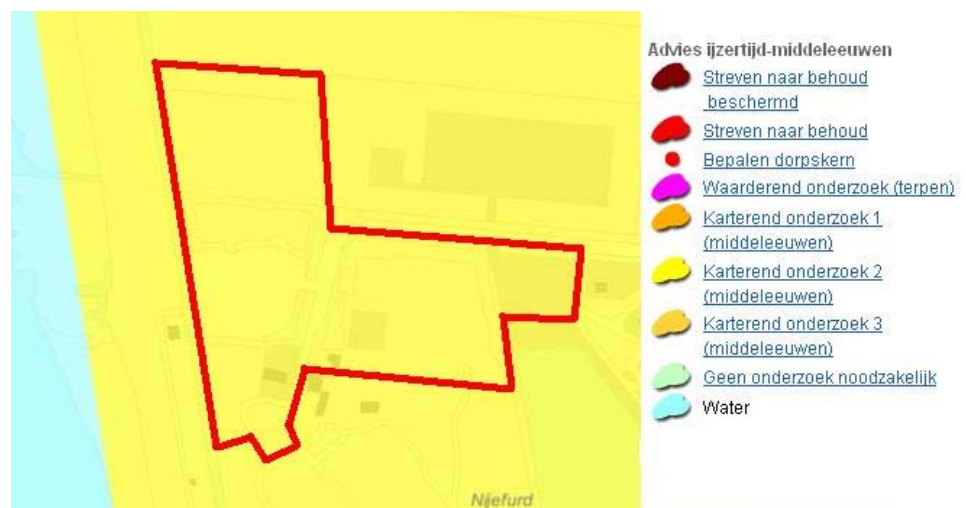 Advies ijzertijd-middeleeuwen
Streven naar behoud
beschermd
Streven naar behoud
Bepalen dorpskern
Waarderend onderzoek (terpen)
Karterend onderzoek 1
(middeleeuwen)
Karterend onderzoek 2
(middeleeuwen)
Karterend onderzoek 3
(middeleeuwen)
Geen onderzoek noodzakelijk
Water
Nijefurd